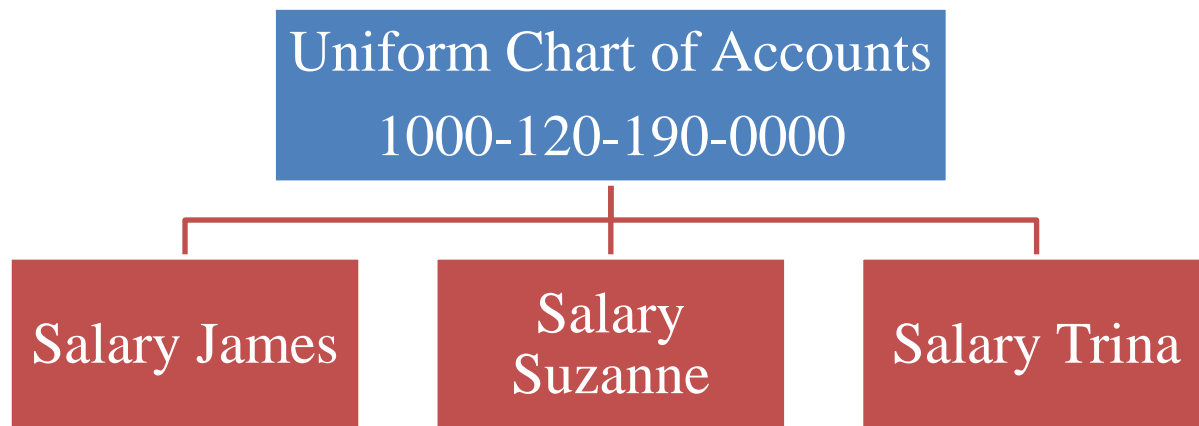 Uniform Chart of Accounts
1000-120-190-0000
Salary James
Salary
Suzanne
Salary Trina